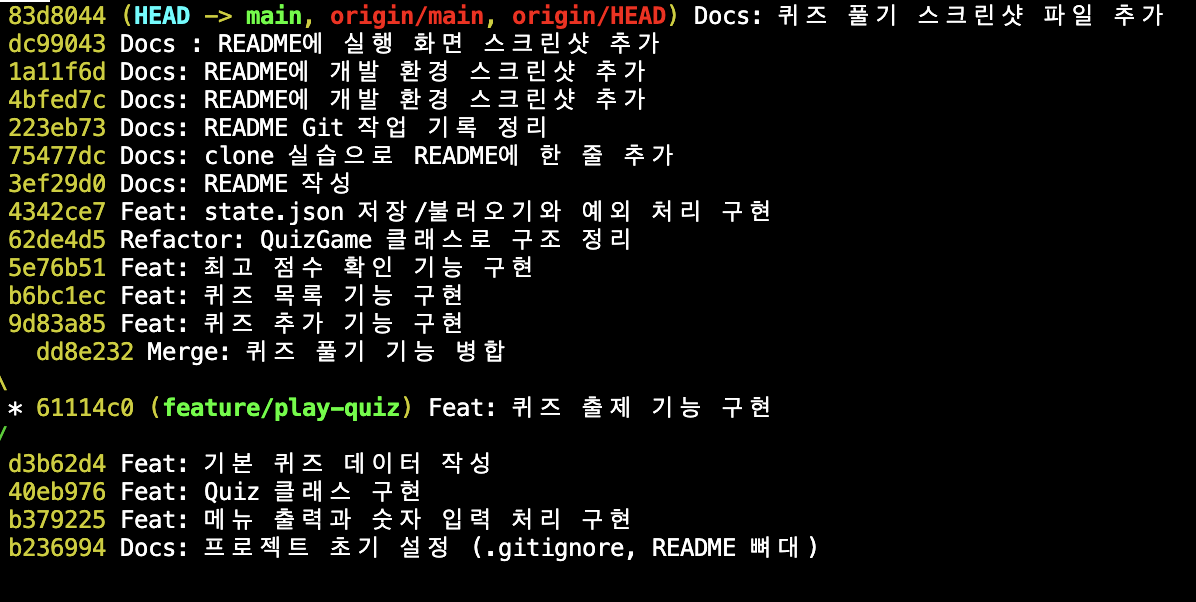 83d8044 (HEAD -> main, origin/main, origin/HEAD) Docs: 퀴즈 풀기 스크린샷 파일 추가
dc99043 Docs : README에 실행 화면 스크린샷 추가
1a11f6d Docs: README에 개발 환경 스크린샷 추가
4bfed7c Docs: README에 개발 환경 스크린샷 추가
223eb73 Docs: README Git 작업 기록 정리
75477dc Docs: clone 실습으로 README에 한 줄 추가
3ef29d0 Docs: README 작성
4342ce7 Feat: state.json 저장/불러오기와 예외 처리 구현
62de4d5 Refactor: QuizGame 클래스로 구조 정리
5e76b51 Feat: 최고 점수 확인 기능 구현
b6bc1ec Feat: 퀴즈 목록 기능 구현
9d83a85 Feat: 퀴즈 추가 기능 구현
dd8e232 Merge: 퀴즈 풀기 기능 병합
\
* 61114c0 (feature/play-quiz) Feat: 퀴즈 출제 기능 구현
/
d3b62d4 Feat: 기본 퀴즈 데이터 작성
40eb976 Feat: Quiz 클래스 구현
b379225 Feat: 메뉴 출력과 숫자 입력 처리 구현
b236994 Docs: 프로젝트 초기 설정 (.gitignore, README 뼈대)